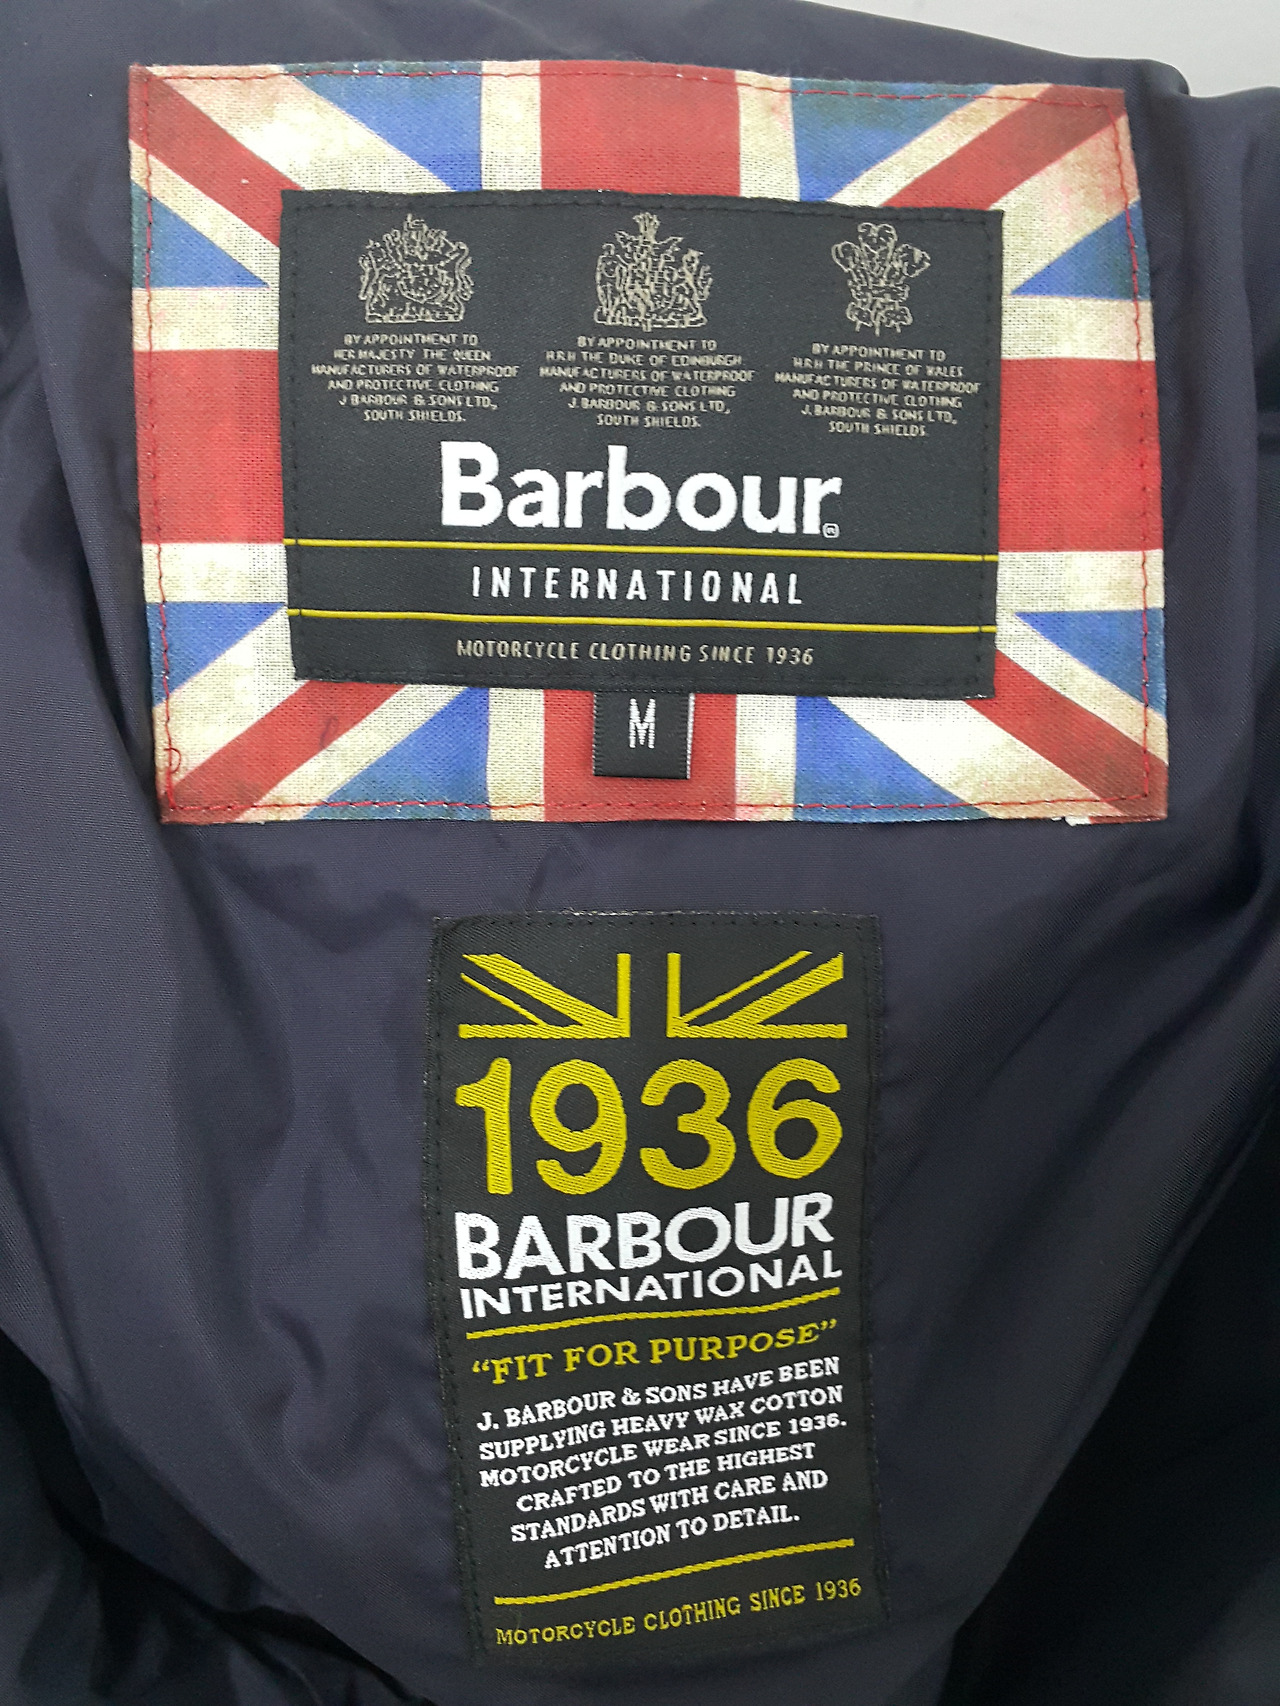 BY APPOINTMENT TO
HER MAJESTY THE QUEEN
MANUFACTURERS OF WATERPROOF
AND PROTECTIVE CLOTHING
J BARBOUR & SONS LTD,
SOUTH SHIELDS.
BY APPOINTMENT TO
H.R.H THE DUKE OF EDINBURGH
MANUFACTURERS OF WATERPROOF
AND PROTECTIVE CLOTHING
J. BARBOUR & SONS LTD,
SOUTH SHIELDS.
BY APPOINTMENT TO
H.R.H THE PRINCE OF WALES
MANUFACTURERS OF WATERPROOF
AND PROTECTIVE CLOTHING
J. BARBOUR & SONS LTD,
SOUTH SHIELDS.
Barbour®
INTERNATIONAL
MOTORCYCLE CLOTHING SINCE 1936
M
1936
BARBOUR
INTERNATIONAL
“FIT FOR PURPOSE”
J. BARBOUR & SONS HAVE BEEN
SUPPLYING HEAVY WAX COTTON
MOTORCYCLE WEAR SINCE 1936.
CRAFTED TO THE HIGHEST
STANDARDS WITH CARE AND
ATTENTION TO DETAIL.
MOTORCYCLE CLOTHING SINCE 1936